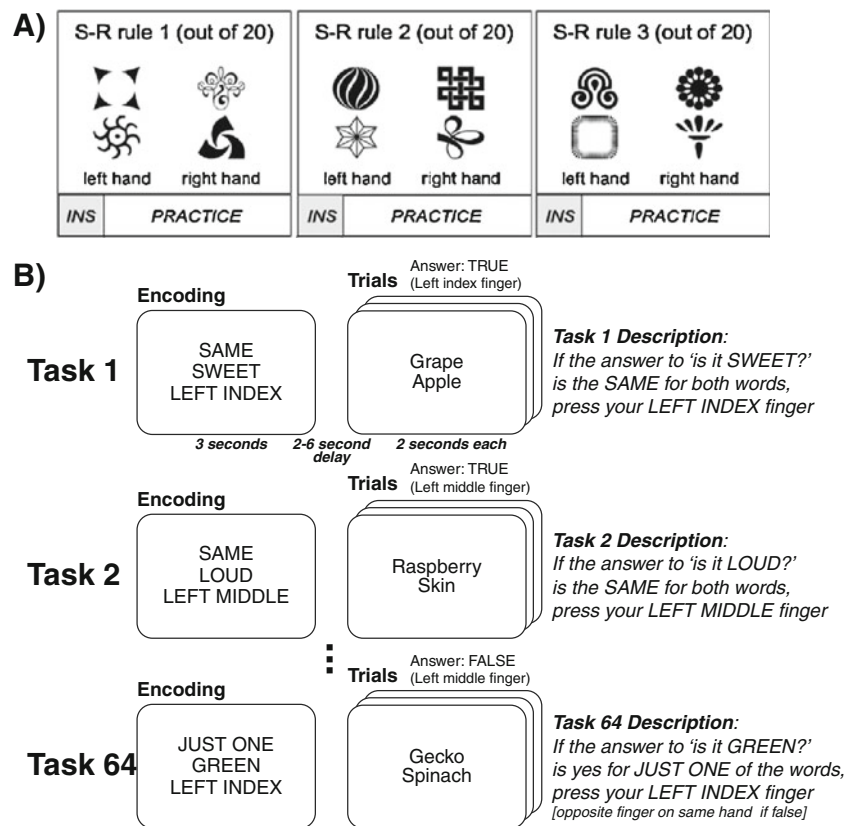 A)
S-R rule 1 (out of 20)
left hand right hand
INS PRACTICE
S-R rule 2 (out of 20)
left hand right hand
INS PRACTICE
S-R rule 3 (out of 20)
left hand right hand
INS PRACTICE
B)
Task 1
Encoding
SAME
SWEET
LEFT INDEX
3 seconds
2-6 second
delay
Trials
Answer: TRUE
(Left index finger)
Grape
Apple
2 seconds each
Task 1 Description:
If the answer to 'is it SWEET?'
is the SAME for both words,
press your LEFT INDEX finger
Task 2
Encoding
SAME
LOUD
LEFT MIDDLE
Trials
Answer: TRUE
(Left middle finger)
Raspberry
Skin
Task 2 Description:
If the answer to 'is it LOUD?'
is the SAME for both words,
press your LEFT MIDDLE finger
Task 64
Encoding
JUST ONE
GREEN
LEFT INDEX
Trials
Answer: FALSE
(Left middle finger)
Gecko
Spinach
Task 64 Description:
If the answer to 'is it GREEN?'
is yes for JUST ONE of the words,
press your LEFT INDEX finger
[opposite finger on same hand if false]